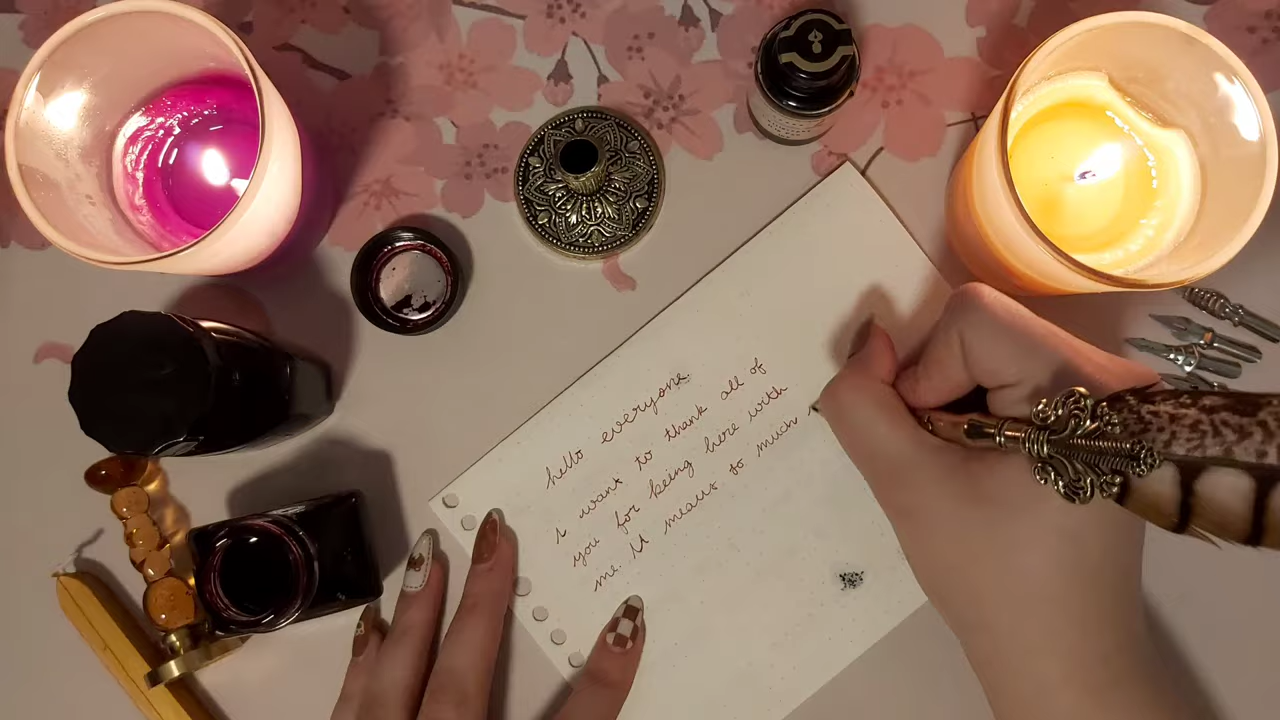 hello everyone.
I want to thank all of
you for being here with
me. It means so much